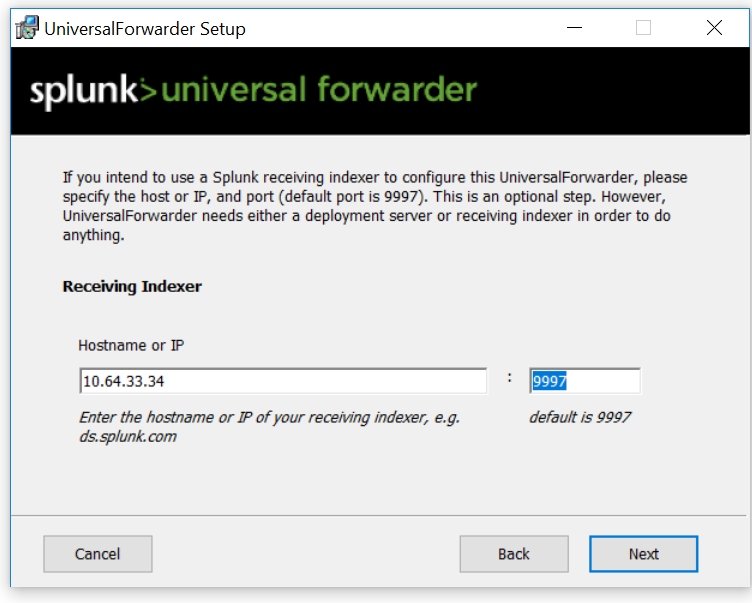 UniversalForwarder Setup
splunk>universal forwarder
If you intend to use a Splunk receiving indexer to configure this UniversalForwarder, please
specify the host or IP, and port (default port is 9997). This is an optional step. However,
UniversalForwarder needs either a deployment server or receiving indexer in order to do
anything.
Receiving Indexer
Hostname or IP
10.64.33.34 : 9997
Enter the hostname or IP of your receiving indexer, e.g. default is 9997
ds.splunk.com
Cancel Back Next